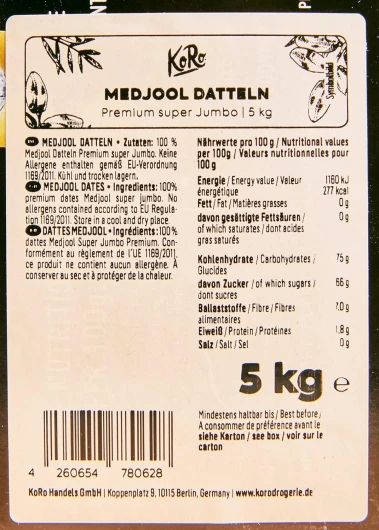 KoRo
MEDJOOL DATTELN
Premium super Jumbo | 5 kg
Symbolbild
DE MEDJOOL DATTELN • Zutaten: 100 %
Medjool Datteln Premium super Jumbo. Keine
Allergene enthalten gemäß EU-Verordnung
1169/2011. Kühl und trocken lagern.
MEDJOOL DATES • Ingredients: 100%
premium dates Medjool super jumbo. No
allergens contained according to EU Regula-
tion 1169/2011. Store in a cool and dry place.
DATTES MEDJOOL • Ingrédients: 100%
dattes Medjool Super Jumbo Premium. Con-
formément au règlement de l'UE 1169/2011,
ce produit ne contient aucun allergène. À
conserver au sec et à protéger de la chaleur.
Nährwerte pro 100 g / Nutritional values
per 100g / Valeurs nutritionnelles pour
100 g
Energie / Energy value / Valeur 1160 kJ
énergétique 277 kcal
Fett / Fat / Matières grasses 0 g
davon gesättigte Fettsäuren / 0 g
of which saturates / dont acides
gras saturés
Kohlenhydrate / Carbohydrates / 75 g
Glucides
davon Zucker / of which sugars / 66 g
dont sucres
Ballaststoffe / Fibre / Fibres 7,0 g
alimentaires
Eiweiß / Protein / Protéines 1,8 g
Salz / Salt / Sel 0 g
5 kg e
Mindestens haltbar bis / Best before /
A consommer de préférence avant le
siehe Karton / see box / voir sur le
carton
4 260654 780628
KoRo Handels GmbH | Koppenplatz 9, 10115 Berlin, Germany | www.korodrogerie.de